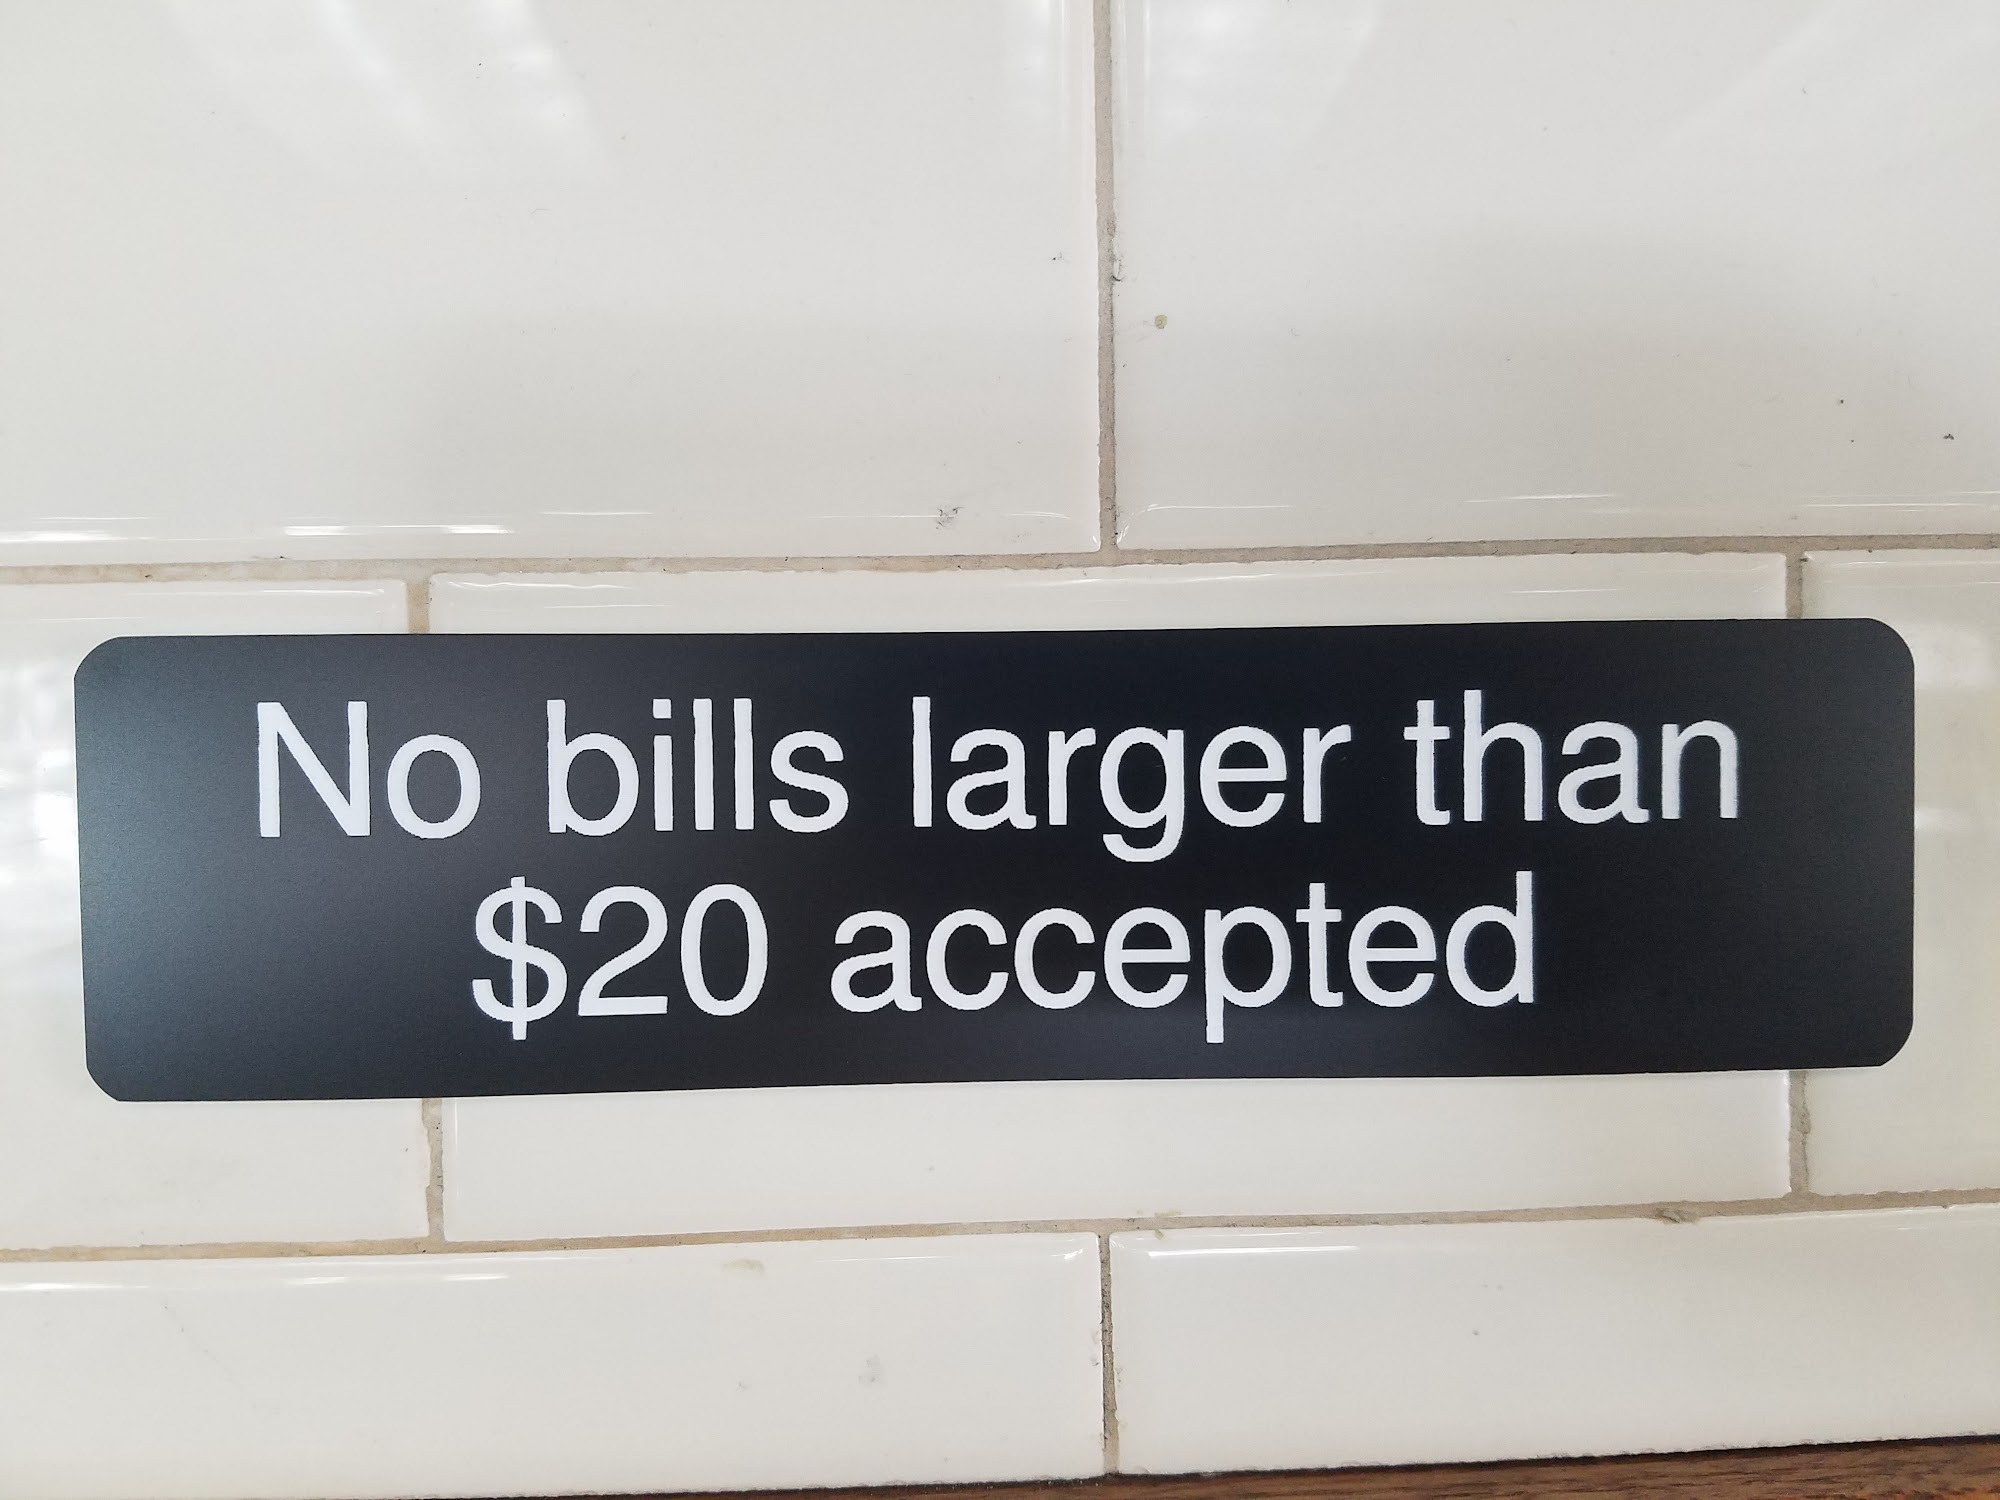 No bills larger than
$20 accepted